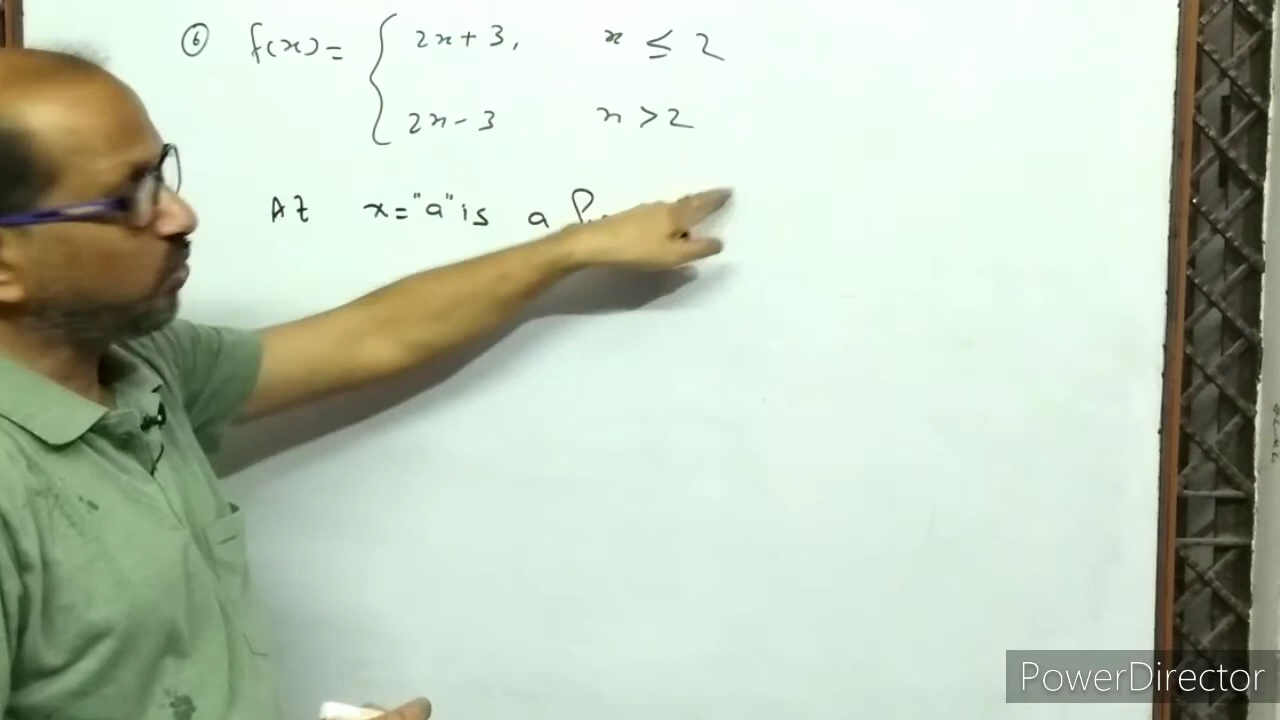 ⑥ f(x) = { 2x + 3, x ≤ 2
2x - 3 x > 2
At x = "a" is a
PowerDirector